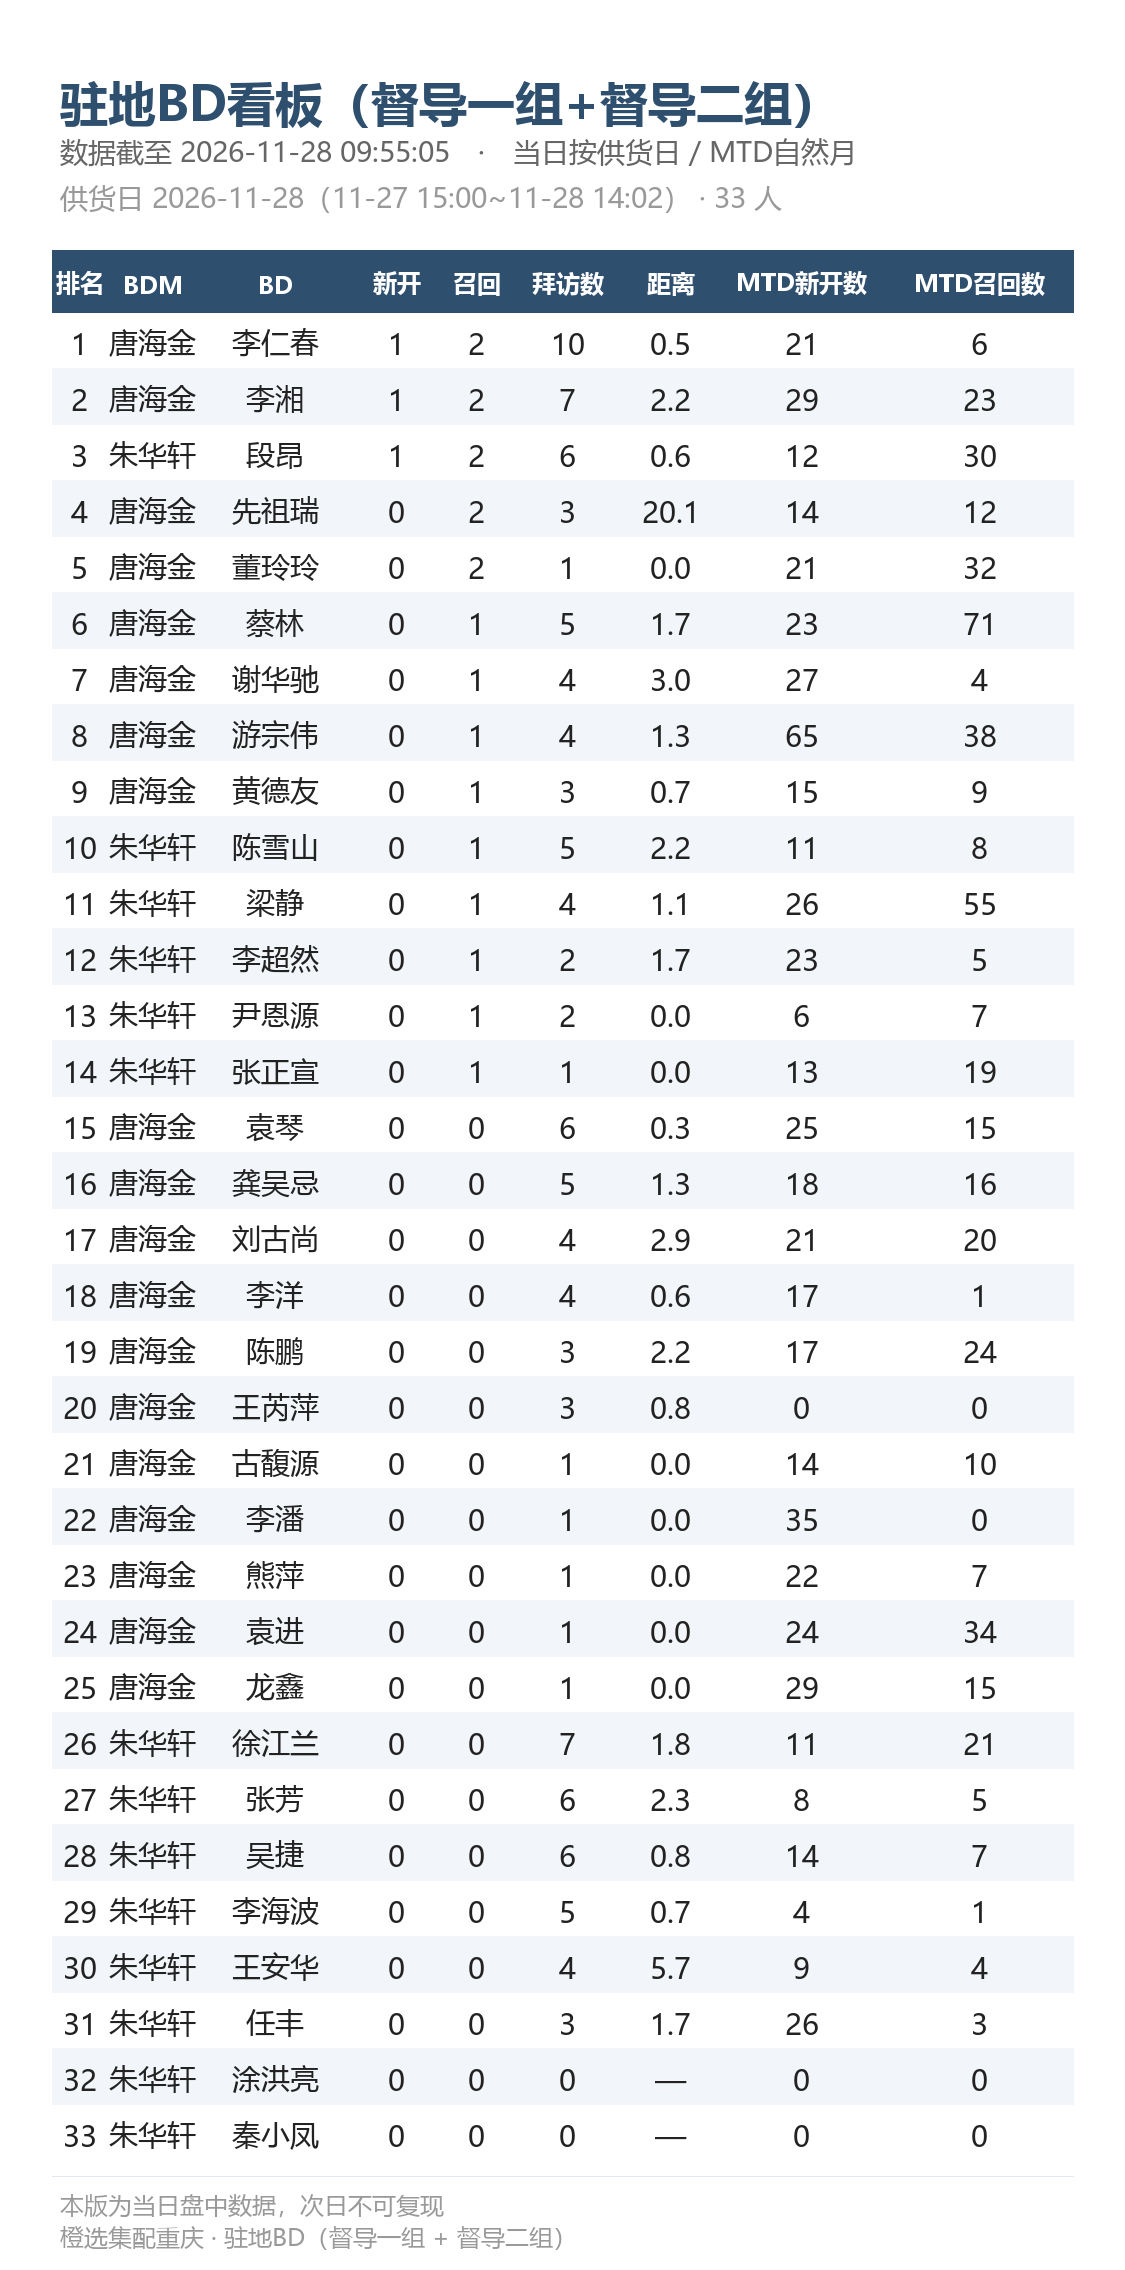 驻地BD看板（督导一组+督导二组）
数据截至 2026-11-28 09:55:05 · 当日按供货日 / MTD自然月
供货日 2026-11-28（11-27 15:00~11-28 14:02） · 33 人
排名 BDM BD 新开 召回 拜访数 距离 MTD新开数 MTD召回数
1 唐海金 李仁春 1 2 10 0.5 21 6
2 唐海金 李湘 1 2 7 2.2 29 23
3 朱华轩 段昂 1 2 6 0.6 12 30
4 唐海金 先祖瑞 0 2 3 20.1 14 12
5 唐海金 董玲玲 0 2 1 0.0 21 32
6 唐海金 蔡林 0 1 5 1.7 23 71
7 唐海金 谢华驰 0 1 4 3.0 27 4
8 唐海金 游宗伟 0 1 4 1.3 65 38
9 唐海金 黄德友 0 1 3 0.7 15 9
10 朱华轩 陈雪山 0 1 5 2.2 11 8
11 朱华轩 梁静 0 1 4 1.1 26 55
12 朱华轩 李超然 0 1 2 1.7 23 5
13 朱华轩 尹恩源 0 1 2 0.0 6 7
14 朱华轩 张正宣 0 1 1 0.0 13 19
15 唐海金 袁琴 0 0 6 0.3 25 15
16 唐海金 龚吴忌 0 0 5 1.3 18 16
17 唐海金 刘古尚 0 0 4 2.9 21 20
18 唐海金 李洋 0 0 4 0.6 17 1
19 唐海金 陈鹏 0 0 3 2.2 17 24
20 唐海金 王芮萍 0 0 3 0.8 0 0
21 唐海金 古馥源 0 0 1 0.0 14 10
22 唐海金 李潘 0 0 1 0.0 35 0
23 唐海金 熊萍 0 0 1 0.0 22 7
24 唐海金 袁进 0 0 1 0.0 24 34
25 唐海金 龙鑫 0 0 1 0.0 29 15
26 朱华轩 徐江兰 0 0 7 1.8 11 21
27 朱华轩 张芳 0 0 6 2.3 8 5
28 朱华轩 吴捷 0 0 6 0.8 14 7
29 朱华轩 李海波 0 0 5 0.7 4 1
30 朱华轩 王安华 0 0 4 5.7 9 4
31 朱华轩 任丰 0 0 3 1.7 26 3
32 朱华轩 涂洪亮 0 0 0 — 0 0
33 朱华轩 秦小凤 0 0 0 — 0 0
本版为当日盘中数据，次日不可复现
橙选集配重庆 · 驻地BD（督导一组 + 督导二组）